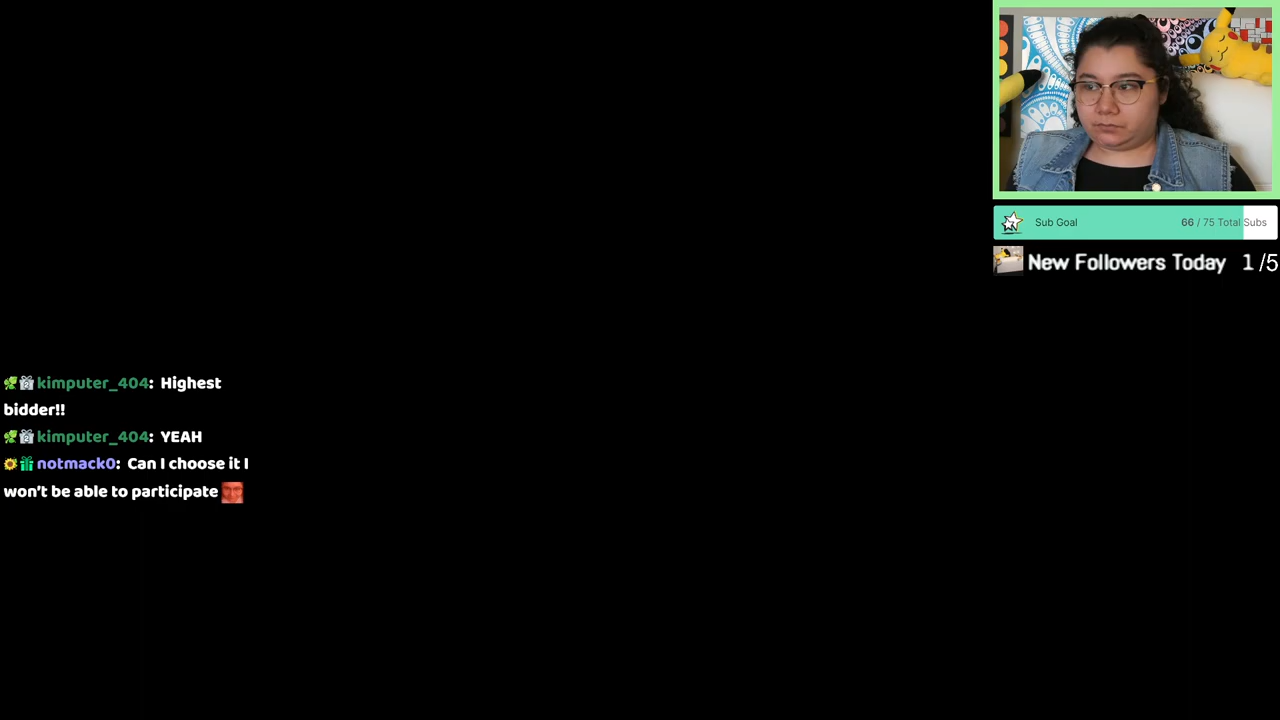 Sub Goal 66 / 75 Total Subs
New Followers Today 1 /5
kimputer_404: Highest
bidder!!
kimputer_404: YEAH
notmack0: Can I choose it I
won't be able to participate